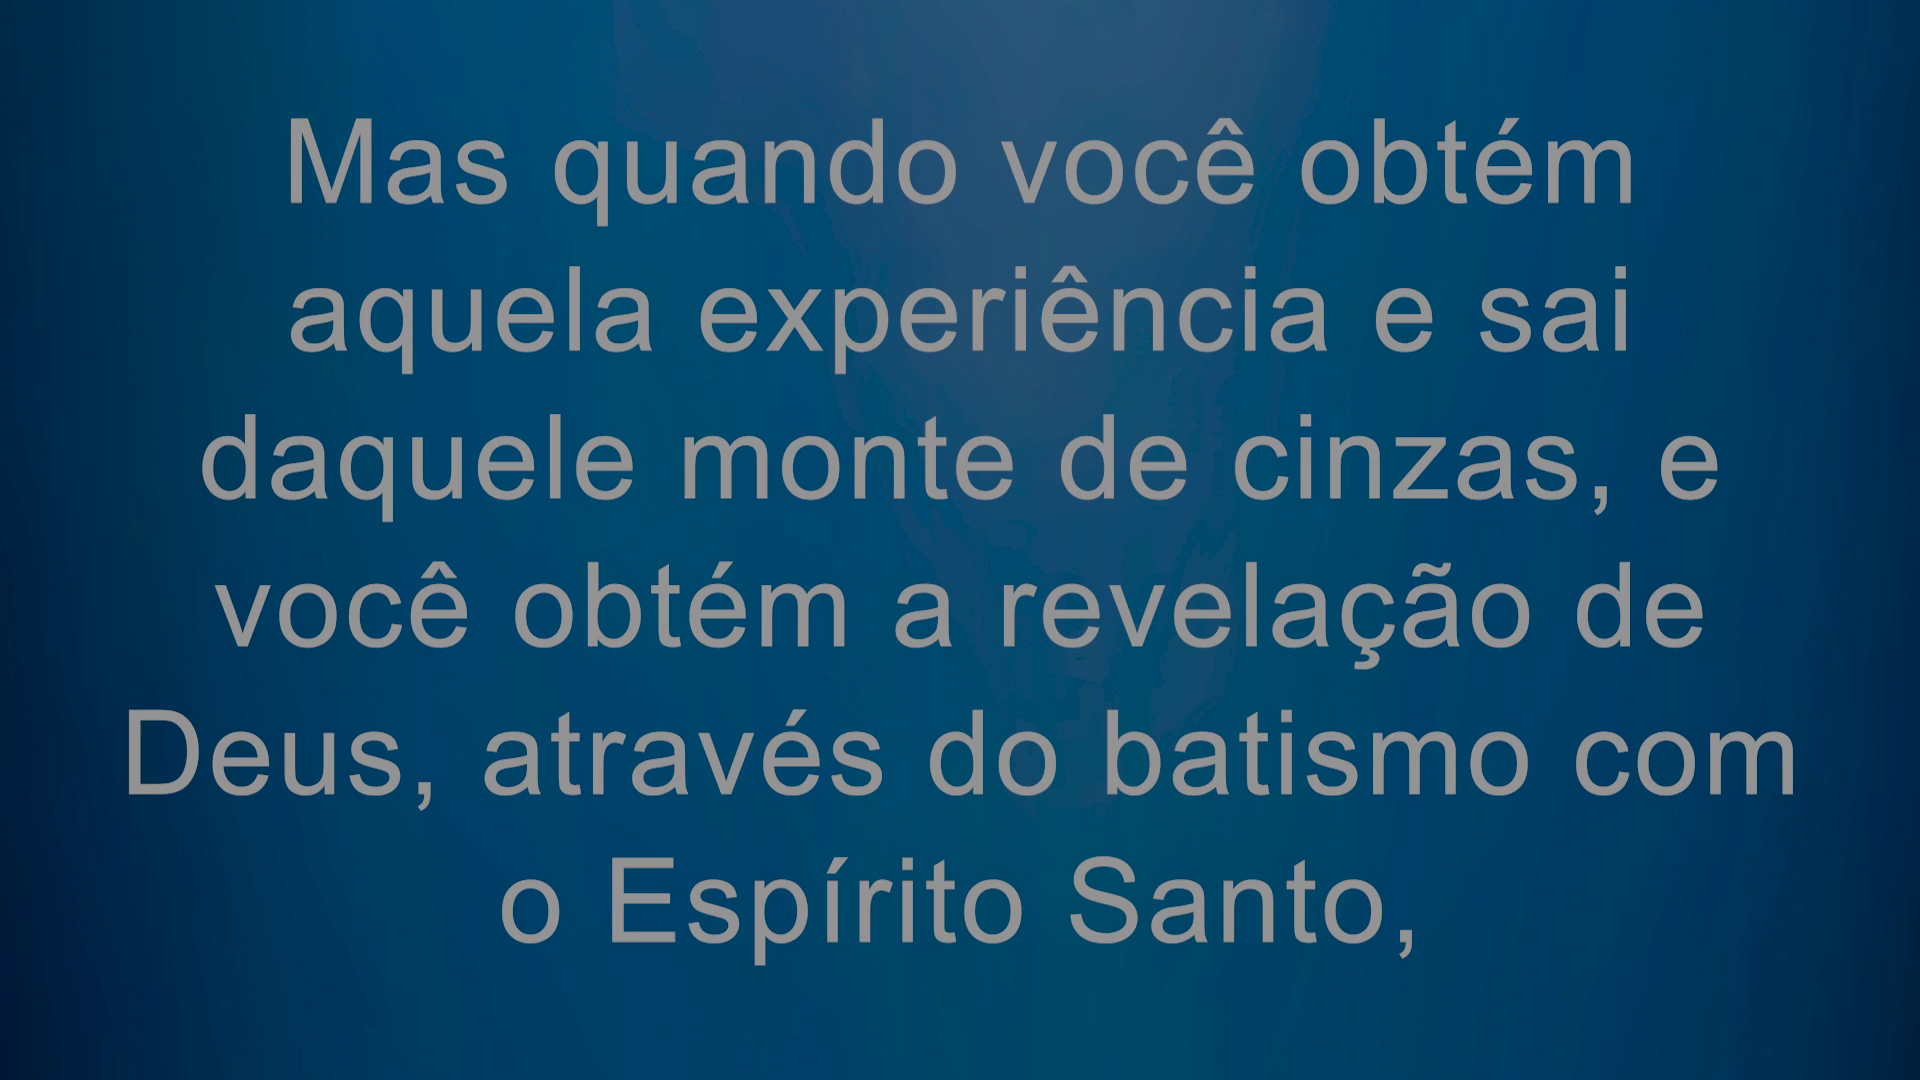 Mas quando você obtém
aquela experiência e sai
daquele monte de cinzas, e
você obtém a revelação de
Deus, através do batismo com
o Espírito Santo,